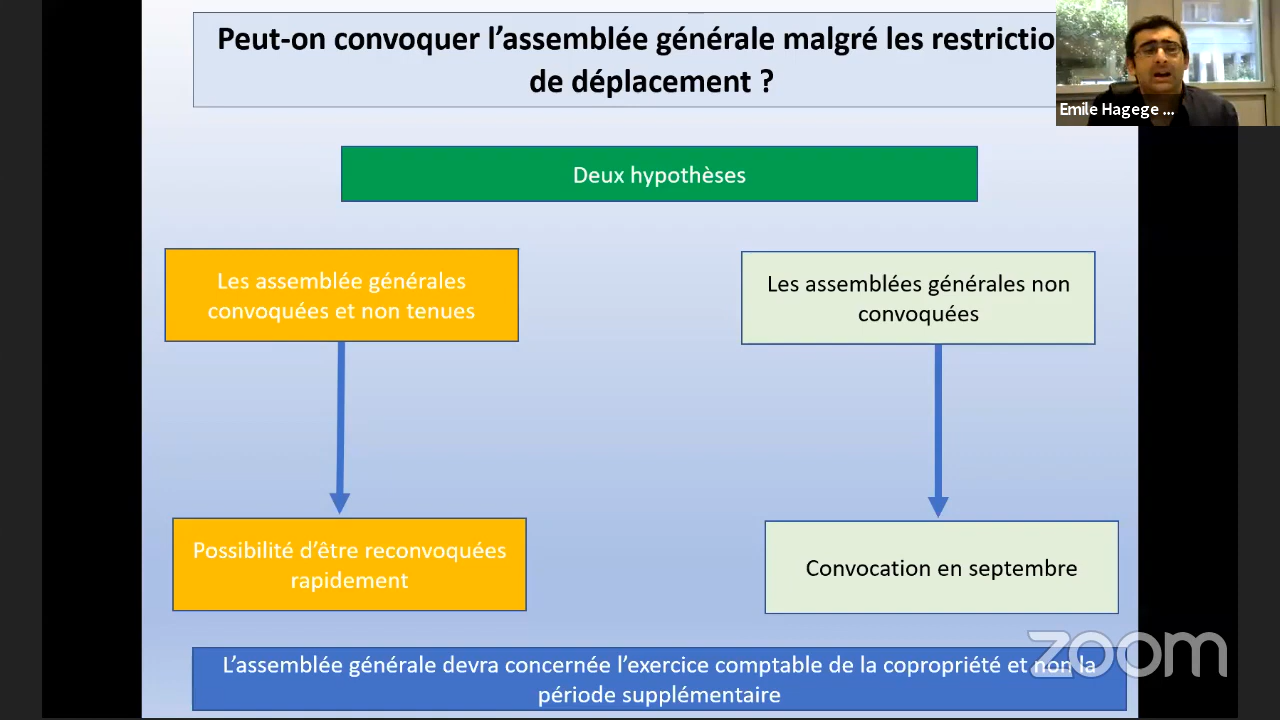 Peut-on convoquer l'assemblée générale malgré les restrictio
de déplacement ?
Emile Hagege ...
Deux hypothèses
Les assemblée générales
convoquées et non tenues
Les assemblées générales non
convoquées
Possibilité d'être reconvoquées
rapidement
Convocation en septembre
L'assemblée générale devra concernée l'exercice comptable de la copropriété et non la
période supplémentaire
zoom